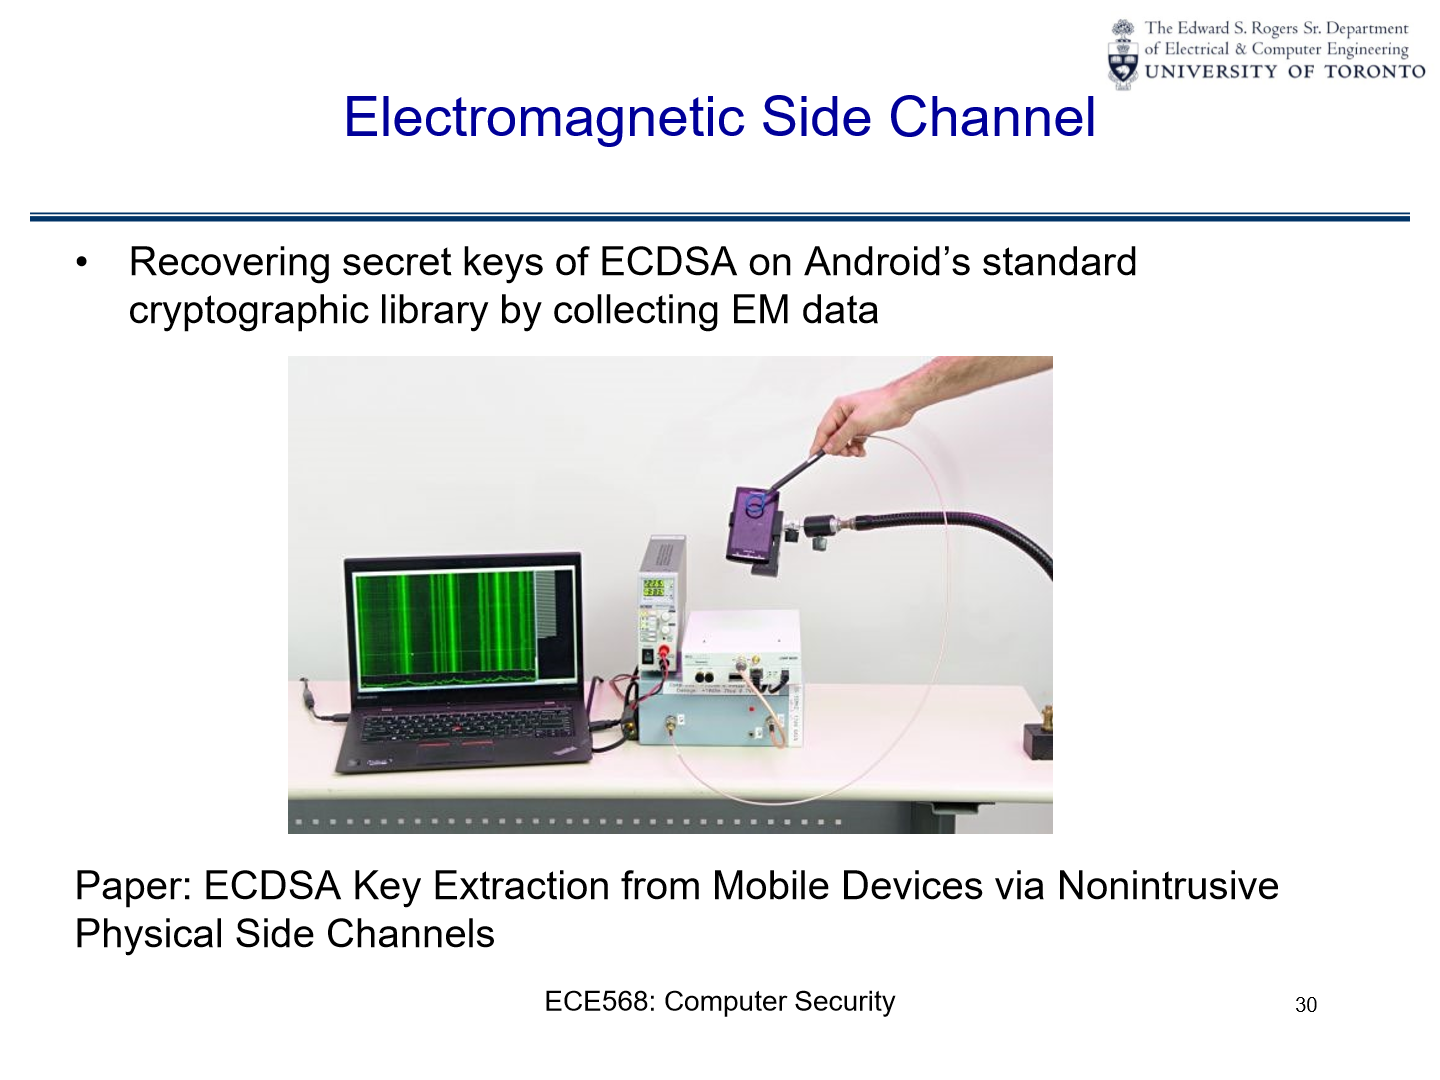 The Edward S. Rogers Sr. Department
of Electrical & Computer Engineering
UNIVERSITY OF TORONTO
Electromagnetic Side Channel
• Recovering secret keys of ECDSA on Android’s standard
cryptographic library by collecting EM data
Paper: ECDSA Key Extraction from Mobile Devices via Nonintrusive
Physical Side Channels
ECE568: Computer Security
30